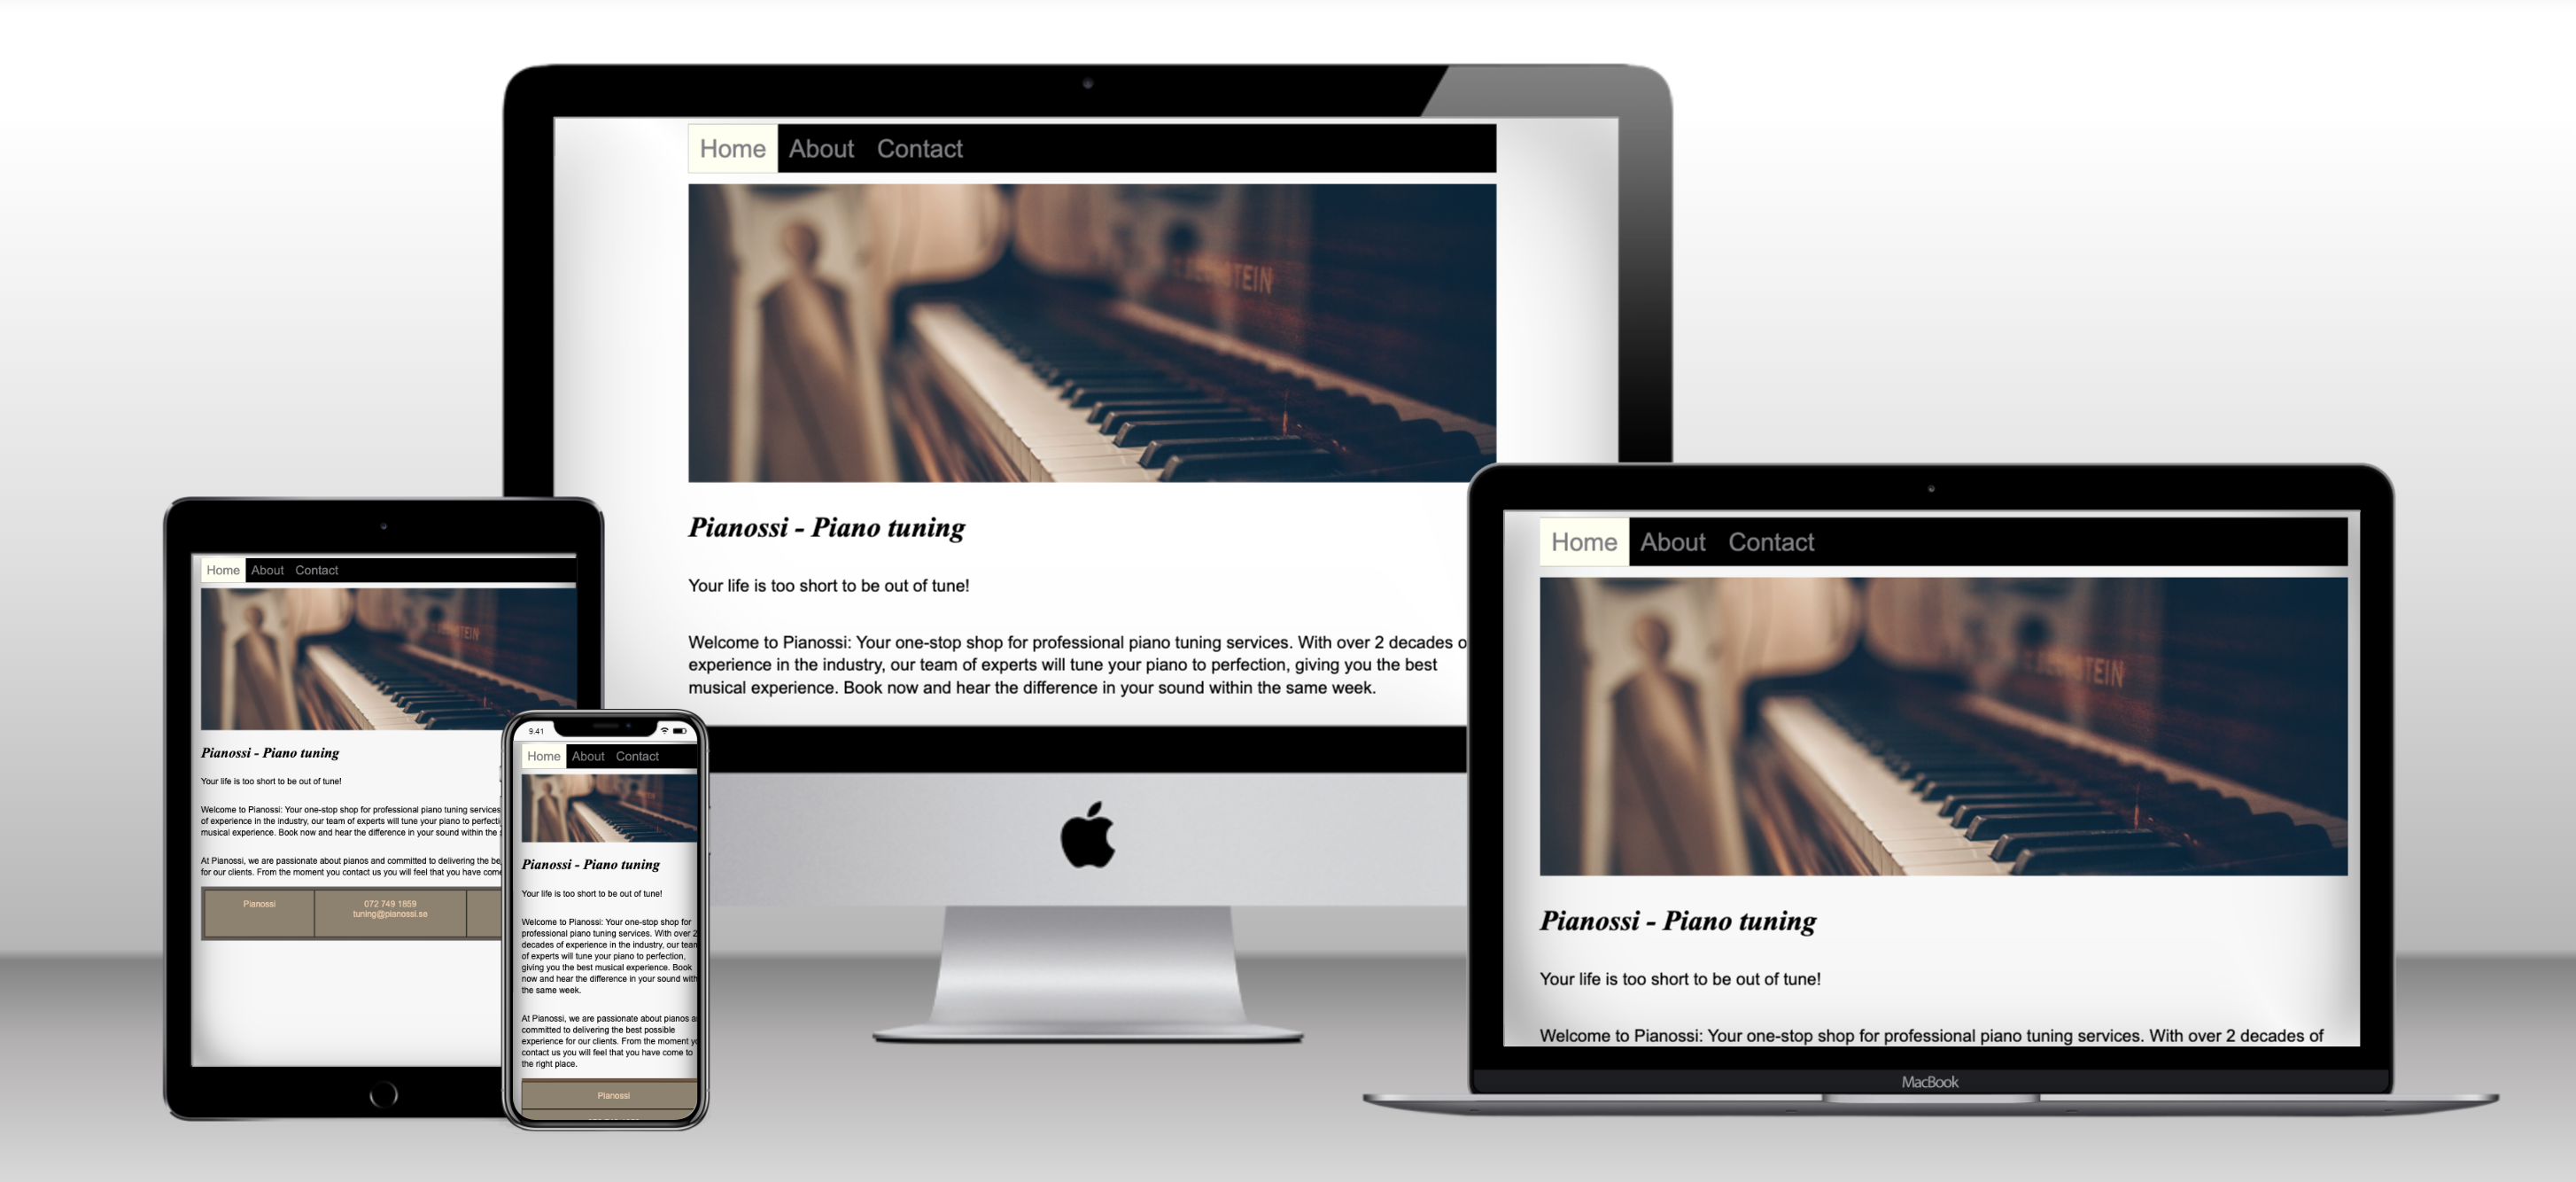 Home About Contact
STEIN
Pianossi - Piano tuning
Your life is too short to be out of tune!
Welcome to Pianossi: Your one-stop shop for professional piano tuning services. With over 2 decades o
experience in the industry, our team of experts will tune your piano to perfection, giving you the best
musical experience. Book now and hear the difference in your sound within the same week.
Home About Contact
STEIN
Pianossi - Piano tuning
Your life is too short to be out of tune!
Welcome to Pianossi: Your one-stop shop for professional piano tuning services
of experience in the industry, our team of experts will tune your piano to perfecti
musical experience. Book now and hear the difference in your sound within the s
At Pianossi, we are passionate about pianos and committed to delivering the be
for our clients. From the moment you contact us you will feel that you have com
Pianossi
072 749 1859
tuning@pianossi.se
9.41
Home About Contact
Pianossi - Piano tuning
Your life is too short to be out of tune!
Welcome to Pianossi: Your one-stop shop for
professional piano tuning services. With over 2
decades of experience in the industry, our team
of experts will tune your piano to perfection,
giving you the best musical experience. Book
now and hear the difference in your sound with
the same week.
At Pianossi, we are passionate about pianos a
committed to delivering the best possible
experience for our clients. From the moment y
contact us you will feel that you have come to
the right place.
Pianossi
Home About Contact
STEIN
Pianossi - Piano tuning
Your life is too short to be out of tune!
Welcome to Pianossi: Your one-stop shop for professional piano tuning services. With over 2 decades of
MacBook